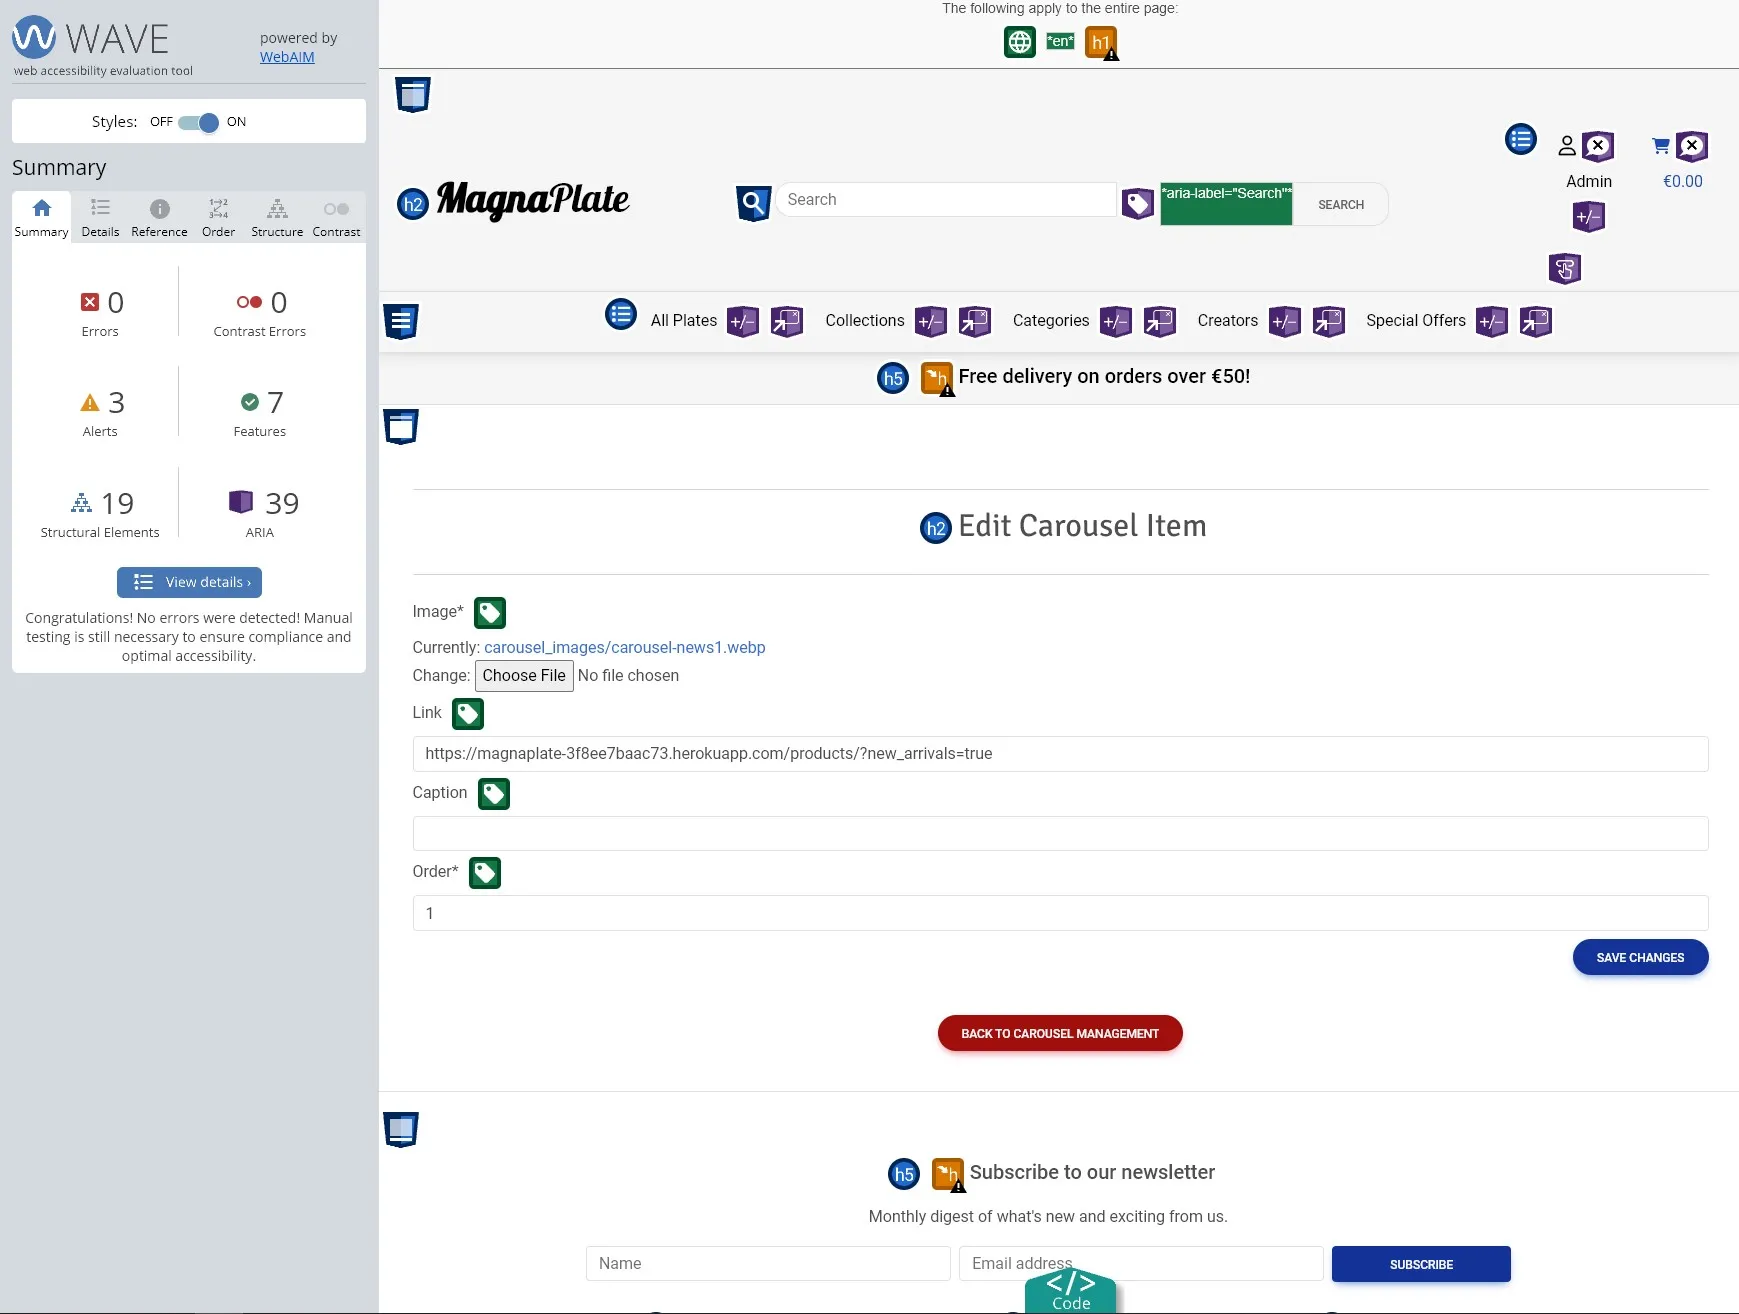 WAVE
powered by
WebAIM
web accessibility evaluation tool
Styles: OFF ON
Summary
Summary Details Reference Order Structure Contrast
0 0
Errors Contrast Errors
3 7
Alerts Features
19 39
Structural Elements ARIA
View details ›
Congratulations! No errors were detected! Manual
testing is still necessary to ensure compliance and
optimal accessibility.
The following apply to the entire page:
*en* h1
Admin €0.00
h2 MagnaPlate Search *aria-label="Search"* SEARCH
+/-
All Plates +/- Collections +/- Categories +/- Creators +/- Special Offers +/-
h5 h Free delivery on orders over €50!
h2 Edit Carousel Item
Image*
Currently: carousel_images/carousel-news1.webp
Change: Choose File No file chosen
Link
https://magnaplate-3f8ee7baac73.herokuapp.com/products/?new_arrivals=true
Caption
Order*
1
SAVE CHANGES
BACK TO CAROUSEL MANAGEMENT
h5 h Subscribe to our newsletter
Monthly digest of what's new and exciting from us.
Name Email address SUBSCRIBE
</>
Code